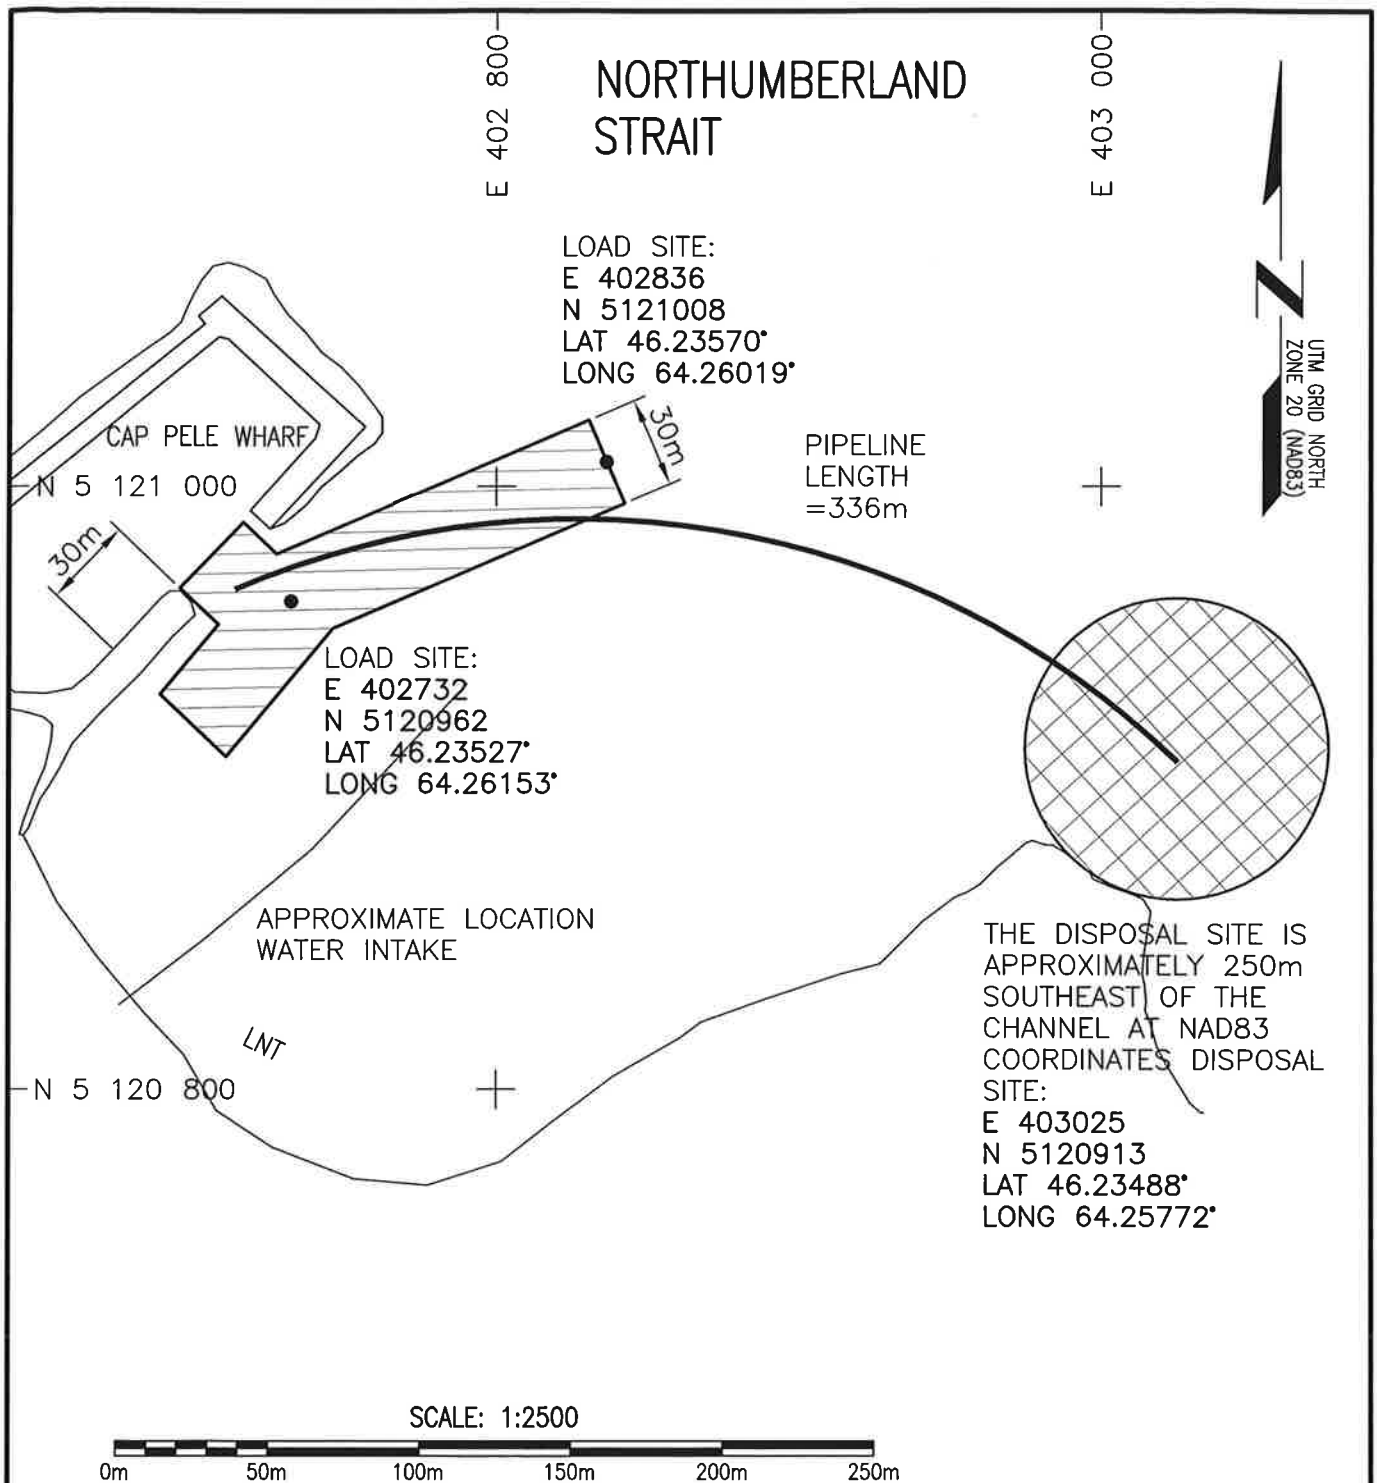 E 402 800
E 403 000
NORTHUMBERLAND
STRAIT
LOAD SITE:
E 402836
N 5121008
LAT 46.23570°
LONG 64.26019°
N
UTM GRID NORTH
ZONE 20 (NAD83)
30m
CAP PELE WHARF
PIPELINE
LENGTH
=336m
N 5 121 000
30m
LOAD SITE:
E 402732
N 5120962
LAT 46.23527°
LONG 64.26153°
APPROXIMATE LOCATION
WATER INTAKE
LNT
THE DISPOSAL SITE IS
APPROXIMATELY 250m
SOUTHEAST OF THE
CHANNEL AT NAD83
COORDINATES DISPOSAL
SITE:
E 403025
N 5120913
LAT 46.23488°
LONG 64.25772°
N 5 120 800
SCALE: 1:2500
0m 50m 100m 150m 200m 250m